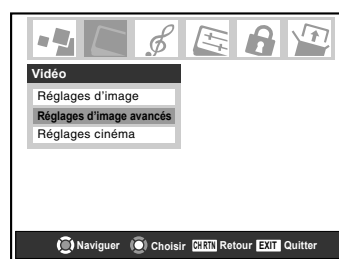 Vidéo
Réglages d'image
Réglages d'image avancés
Réglages cinéma
Naviguer Choisir CH RTN Retour EXIT Quitter